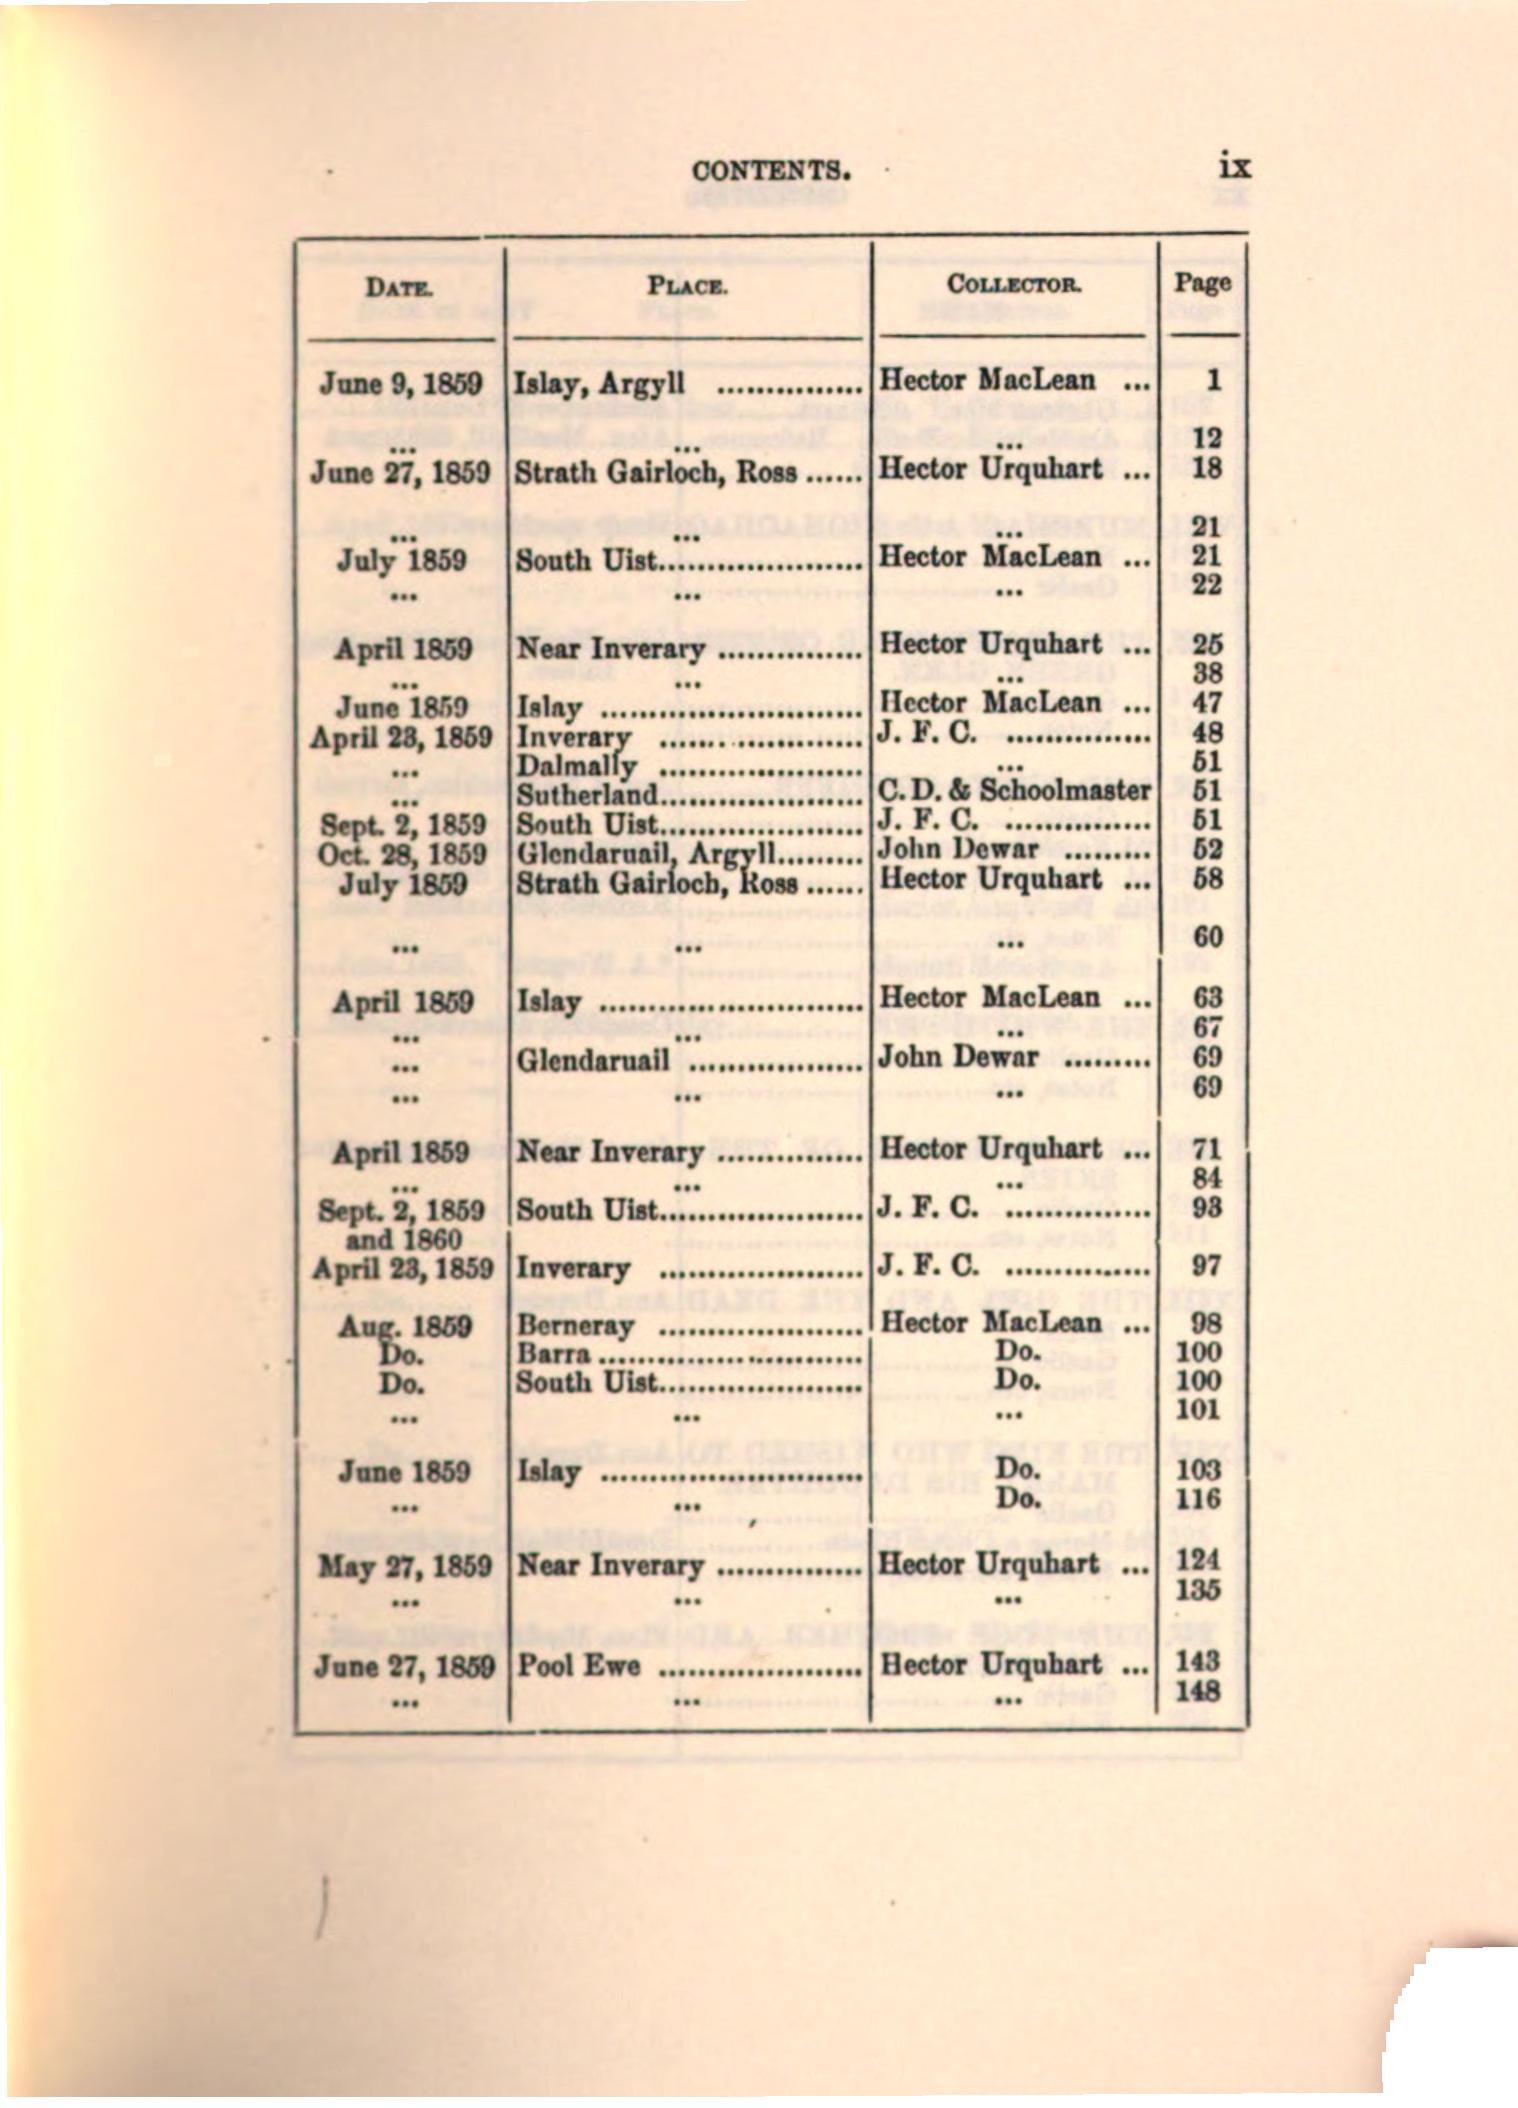 CONTENTS. ix
DATE. PLACE. COLLECTOR. Page
June 9, 1859 Islay, Argyll ............... Hector MacLean ... 1
... ... ... 12
June 27, 1859 Strath Gairloch, Ross ...... Hector Urquhart ... 18
... ... ... 21
July 1859 South Uist..................... Hector MacLean ... 21
... ... ... 22
April 1859 Near Inverary ............... Hector Urquhart ... 25
... ... ... 38
June 1859 Islay ........................... Hector MacLean ... 47
April 23, 1859 Inverary ..................... J. F. C. ............... 48
... Dalmally ..................... ... 51
... Sutherland..................... C. D. & Schoolmaster 51
Sept. 2, 1859 South Uist..................... J. F. C. ............... 51
Oct. 28, 1859 Glendaruail, Argyll......... John Dewar ......... 52
July 1859 Strath Gairloch, Ross ...... Hector Urquhart ... 58
... ... ... 60
April 1859 Islay ........................... Hector MacLean ... 63
... ... ... 67
... Glendaruail .................. John Dewar ......... 69
... ... ... 69
April 1859 Near Inverary ............... Hector Urquhart ... 71
... ... ... 84
Sept. 2, 1859 South Uist..................... J. F. C. ............... 93
and 1860
April 23, 1859 Inverary ..................... J. F. C. ............... 97
Aug. 1859 Berneray ..................... Hector MacLean ... 98
Do. Barra ........................... Do. 100
Do. South Uist..................... Do. 100
... ... ... 101
June 1859 Islay ........................... Do. 103
... ... Do. 116
May 27, 1859 Near Inverary ............... Hector Urquhart ... 124
... ... ... 135
June 27, 1859 Pool Ewe ..................... Hector Urquhart ... 143
... ... ... 148